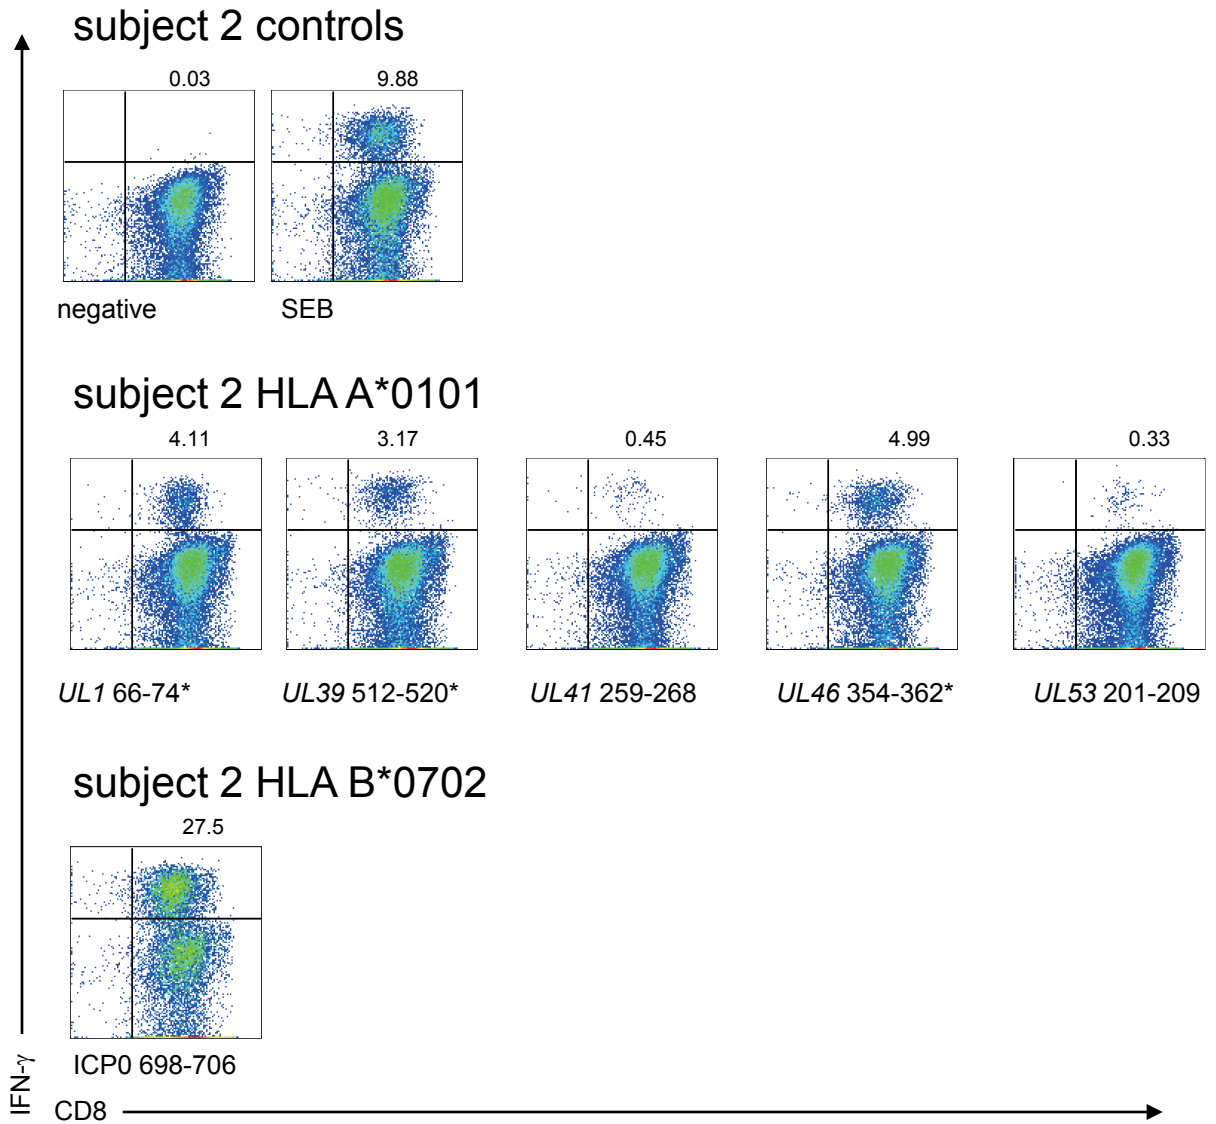 subject 2 controls
0.03 9.88
negative SEB
subject 2 HLA A*0101
4.11 3.17 0.45 4.99 0.33
UL1 66-74* UL39 512-520* UL41 259-268 UL46 354-362* UL53 201-209
subject 2 HLA B*0702
27.5
ICP0 698-706
IFN-γ
CD8